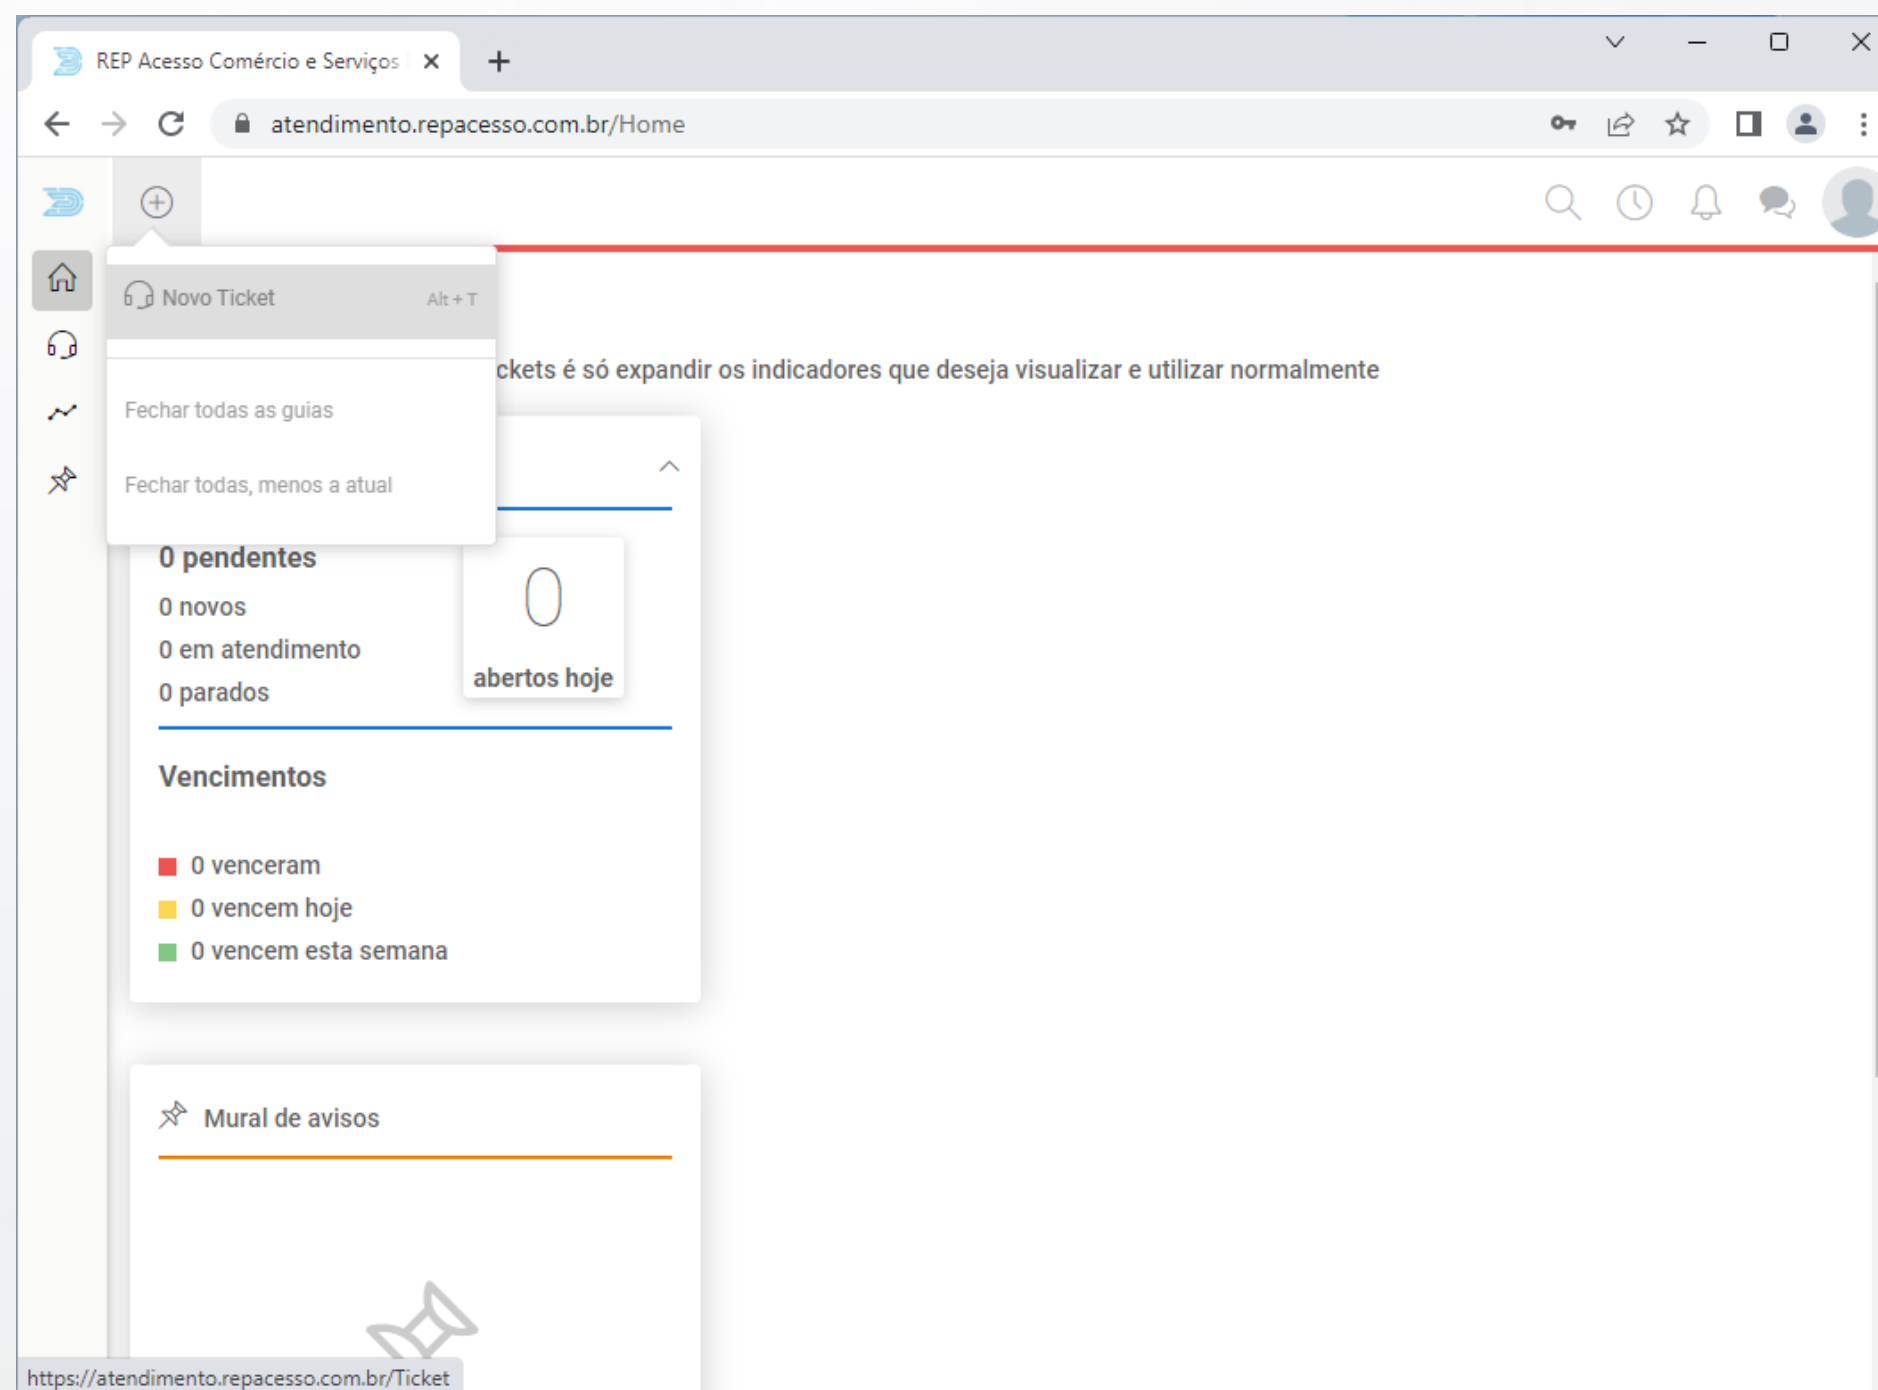 REP Acesso Comércio e Serviços
atendimento.repacesso.com.br/Home
Novo Ticket Alt + T
ckets é só expandir os indicadores que deseja visualizar e utilizar normalmente
Fechar todas as guias
Fechar todas, menos a atual
0 pendentes
0 novos
0 em atendimento
0 parados
0
abertos hoje
Vencimentos
0 venceram
0 vencem hoje
0 vencem esta semana
Mural de avisos
https://atendimento.repacesso.com.br/Ticket